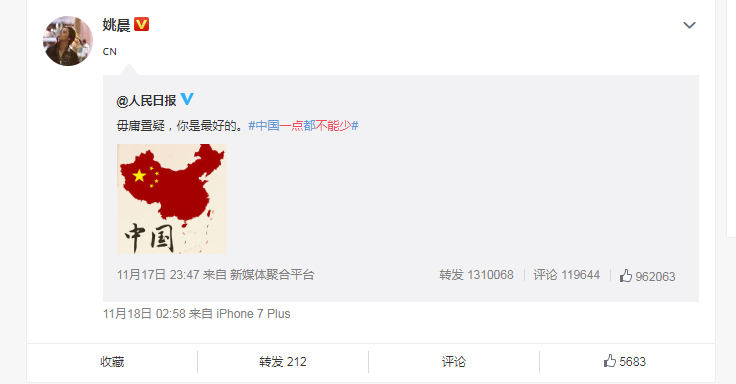 姚晨
CN
@人民日报
毋庸置疑，你是最好的。#中国一点都不能少#
中国
11月17日 23:47 来自 新媒体聚合平台
转发 1310068 评论 119644 962063
11月18日 02:58 来自 iPhone 7 Plus
收藏 转发 212 评论 5683